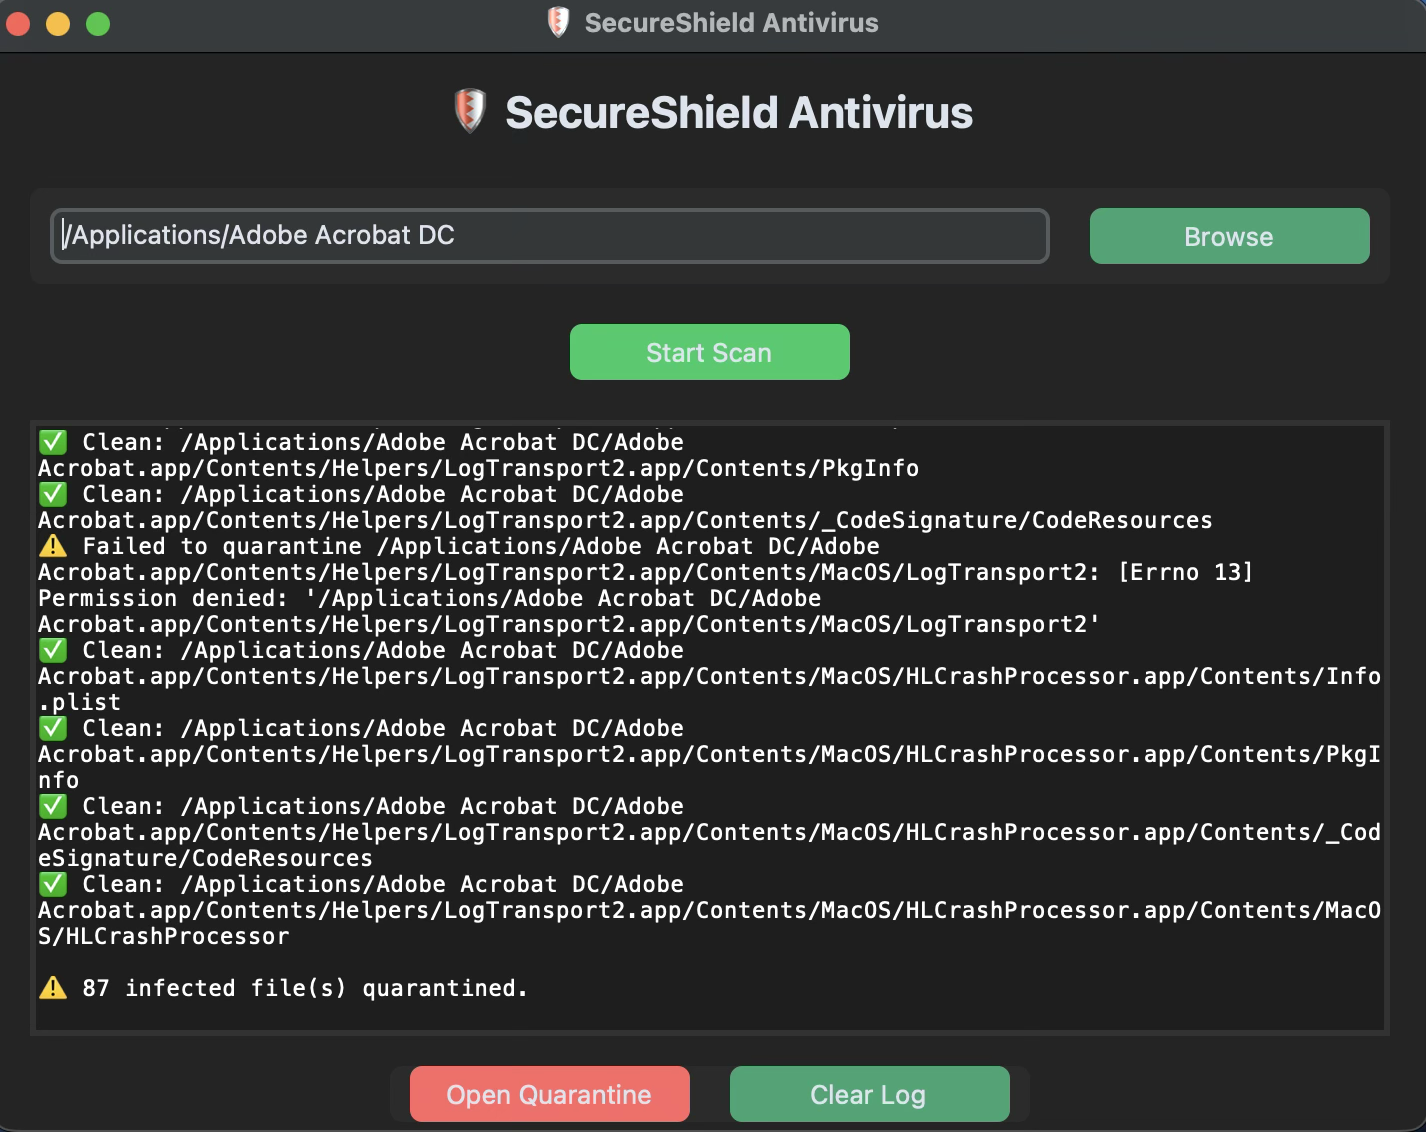 SecureShield Antivirus
SecureShield Antivirus
/Applications/Adobe Acrobat DC
Browse
Start Scan
✅ Clean: /Applications/Adobe Acrobat DC/Adobe
Acrobat.app/Contents/Helpers/LogTransport2.app/Contents/PkgInfo
✅ Clean: /Applications/Adobe Acrobat DC/Adobe
Acrobat.app/Contents/Helpers/LogTransport2.app/Contents/_CodeSignature/CodeResources
⚠️ Failed to quarantine /Applications/Adobe Acrobat DC/Adobe
Acrobat.app/Contents/Helpers/LogTransport2.app/Contents/MacOS/LogTransport2: [Errno 13]
Permission denied: '/Applications/Adobe Acrobat DC/Adobe
Acrobat.app/Contents/Helpers/LogTransport2.app/Contents/MacOS/LogTransport2'
✅ Clean: /Applications/Adobe Acrobat DC/Adobe
Acrobat.app/Contents/Helpers/LogTransport2.app/Contents/MacOS/HLCrashProcessor.app/Contents/Info
.plist
✅ Clean: /Applications/Adobe Acrobat DC/Adobe
Acrobat.app/Contents/Helpers/LogTransport2.app/Contents/MacOS/HLCrashProcessor.app/Contents/PkgI
nfo
✅ Clean: /Applications/Adobe Acrobat DC/Adobe
Acrobat.app/Contents/Helpers/LogTransport2.app/Contents/MacOS/HLCrashProcessor.app/Contents/_Cod
eSignature/CodeResources
✅ Clean: /Applications/Adobe Acrobat DC/Adobe
Acrobat.app/Contents/Helpers/LogTransport2.app/Contents/MacOS/HLCrashProcessor.app/Contents/MacO
S/HLCrashProcessor
⚠️ 87 infected file(s) quarantined.
Open Quarantine
Clear Log